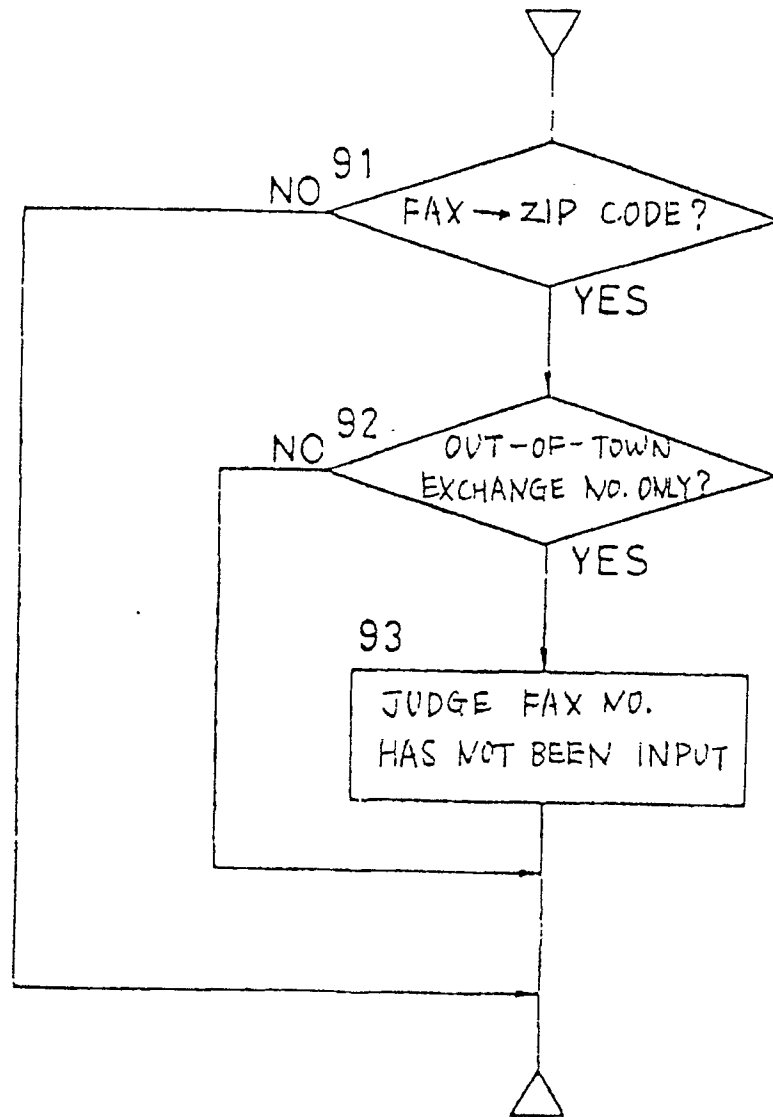 91
NO
FAX → ZIP CODE?
YES
92
NO
OUT-OF-TOWN
EXCHANGE NO. ONLY?
YES
93
JUDGE FAX NO.
HAS NOT BEEN INPUT